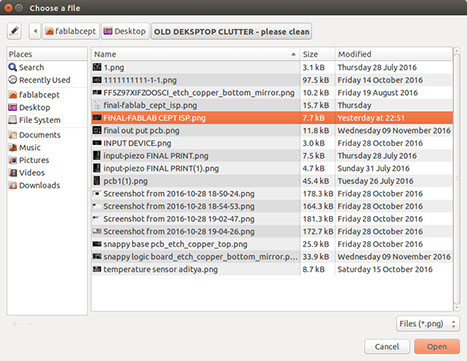 Choose a file
fablabcept Desktop OLD DEKSPTOP CLUTTER - please clean
Places Name Size Modified
Search
Recently Used
fablabcept
Desktop
File System
Documents
Music
Pictures
Videos
Downloads
1.png 3.1 kB Thursday 28 July 2016
1111111111-1-1.png 97.5 kB Friday 14 October 2016
FF5Z97XIFZOOSCI_etch_copper_bottom_mirror.png 10.2 kB Friday 19 August 2016
final-fablab_cept_isp.png 15.7 kB Thursday
FINAL-FABLAB CEPT ISP.png 7.7 kB Yesterday at 22:51
final out put pcb.png 11.8 kB Wednesday 09 November 2016
INPUT DEVICE.png 3.0 kB Friday 28 October 2016
input-piezo FINAL PRINT.png 7.5 kB Thursday 28 July 2016
input-piezo FINAL PRINT(1).png 4.7 kB Sunday 31 July 2016
pcb1(1).png 45.4 kB Tuesday 26 July 2016
Screenshot from 2016-10-28 18-50-24.png 178.3 kB Friday 28 October 2016
Screenshot from 2016-10-28 18-54-53.png 164.3 kB Friday 28 October 2016
Screenshot from 2016-10-28 19-02-47.png 181.3 kB Friday 28 October 2016
Screenshot from 2016-10-28 19-04-26.png 172.7 kB Friday 28 October 2016
snappy base pcb_etch_copper_top.png 25.9 kB Friday 28 October 2016
snappy logic board_etch_copper_bottom_mirror.p... 33.9 kB Wednesday 09 November 2016
temperature sensor aditya.png 8.7 kB Saturday 15 October 2016
Files (*.png)
Cancel Open